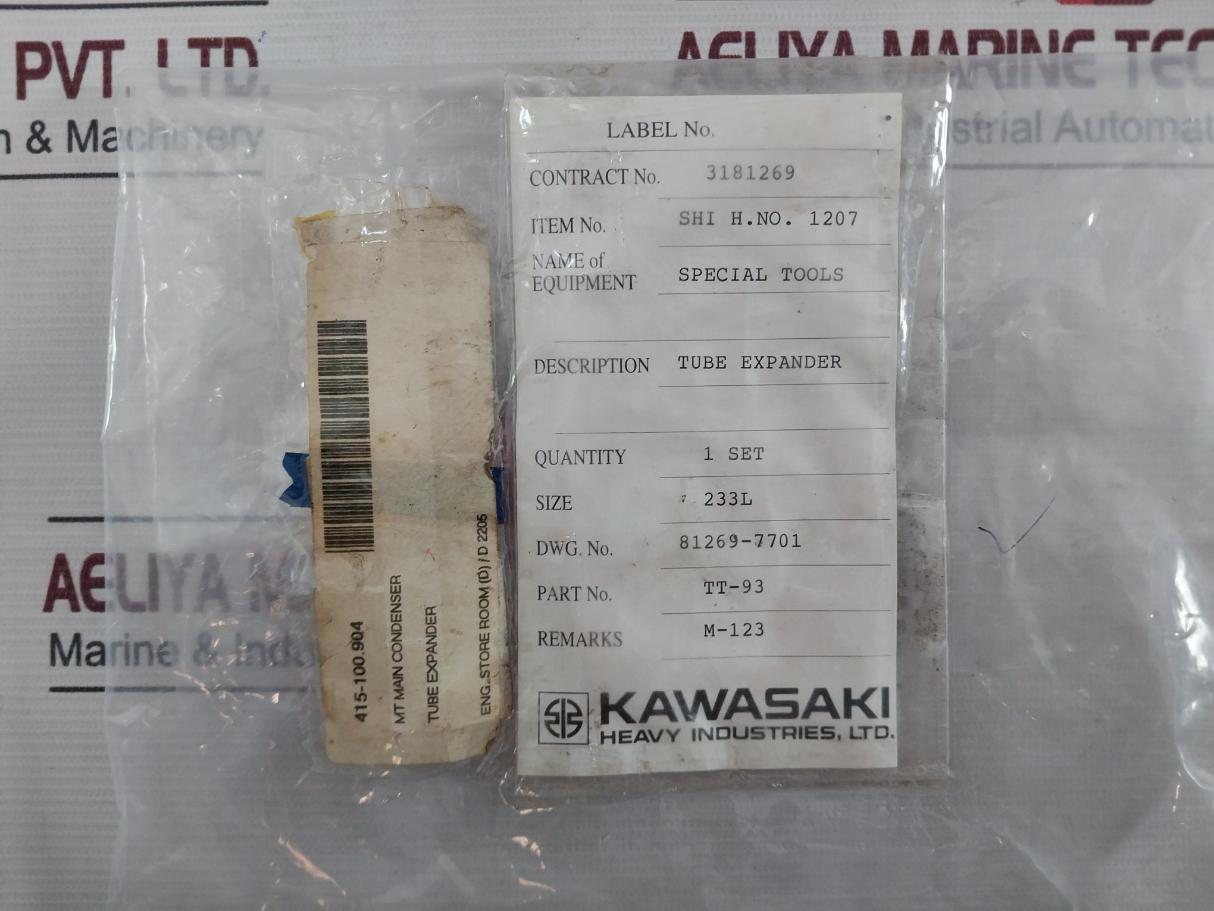 PVT. LTD.
n & Machinery
AELIYA MARINE TEC
strial Automat
LABEL No.
CONTRACT No. 3181269
ITEM No. SHI H.NO. 1207
NAME of
EQUIPMENT SPECIAL TOOLS
DESCRIPTION TUBE EXPANDER
QUANTITY 1 SET
SIZE 233L
DWG. No. 81269-7701
PART No. TT-93
REMARKS M-123
KAWASAKI
HEAVY INDUSTRIES, LTD.
415-100.904
MT MAIN CONDENSER
TUBE EXPANDER
ENG.STORE ROOM (D) / D 2205
AELIYA M
Marine & Indu